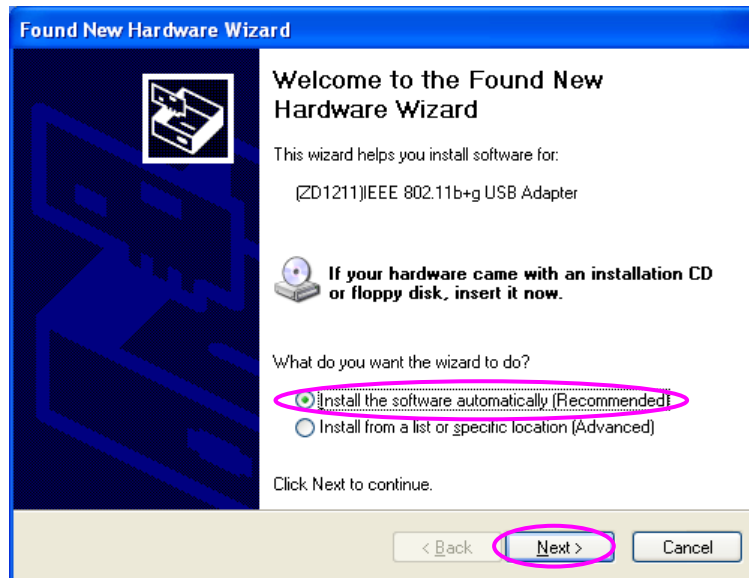 Found New Hardware Wizard
Welcome to the Found New
Hardware Wizard
This wizard helps you install software for:
(ZD1211)IEEE 802.11b+g USB Adapter
If your hardware came with an installation CD
or floppy disk, insert it now.
What do you want the wizard to do?
Install the software automatically (Recommended)
Install from a list or specific location (Advanced)
Click Next to continue.
< Back Next > Cancel